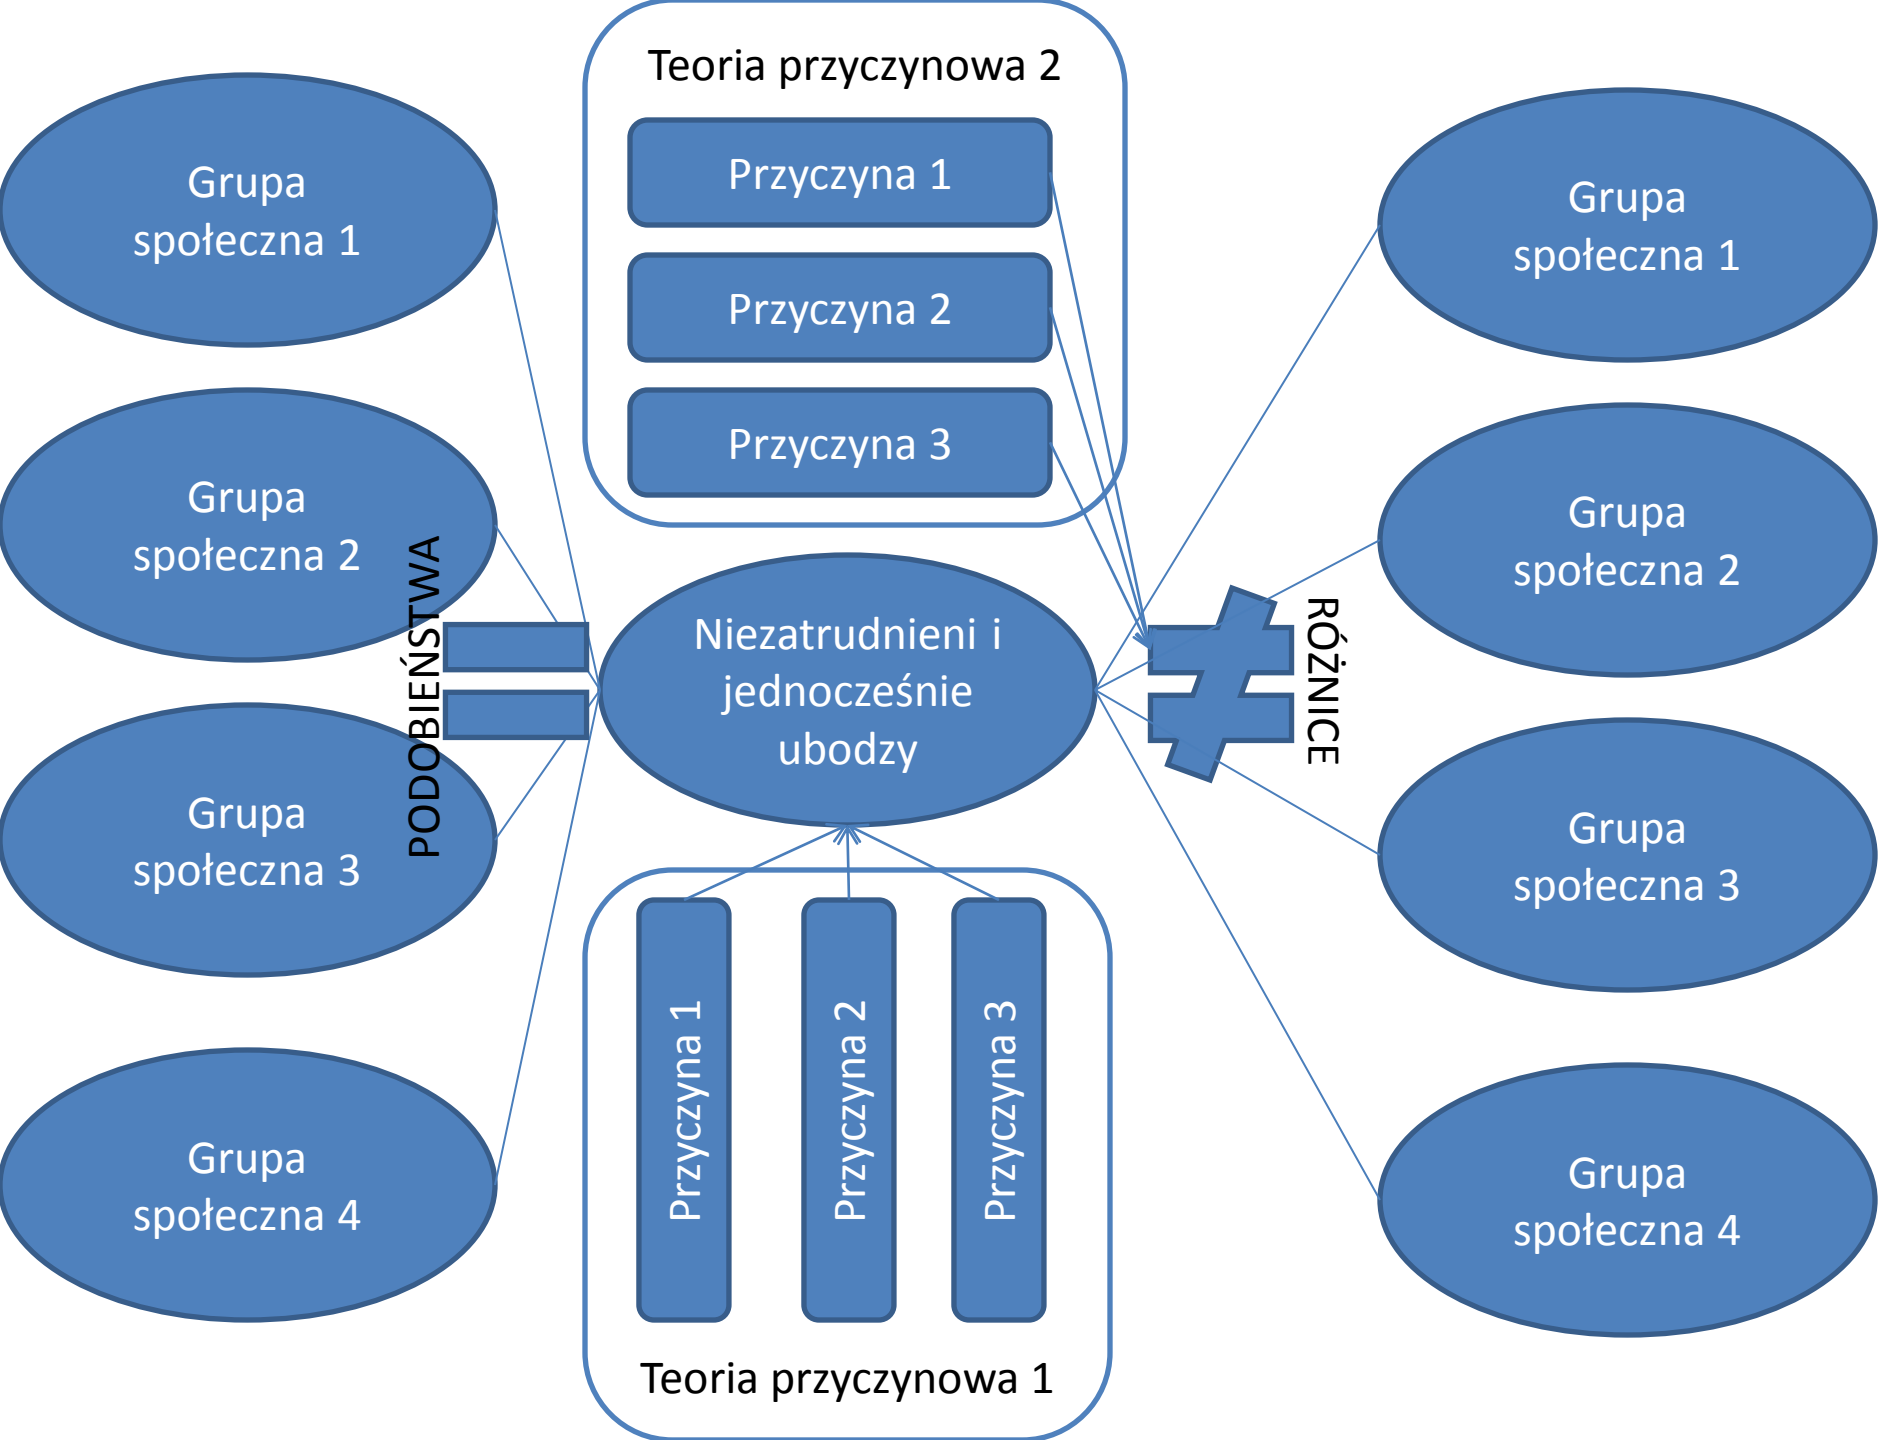 Teoria przyczynowa 2
Przyczyna 1
Przyczyna 2
Przyczyna 3
Grupa
społeczna 1
Grupa
społeczna 2
Grupa
społeczna 3
Grupa
społeczna 4
PODOBIEŃSTWA
Niezatrudnieni i
jednocześnie
ubodzy
RÓŻNICE
Grupa
społeczna 1
Grupa
społeczna 2
Grupa
społeczna 3
Grupa
społeczna 4
Przyczyna 1
Przyczyna 2
Przyczyna 3
Teoria przyczynowa 1